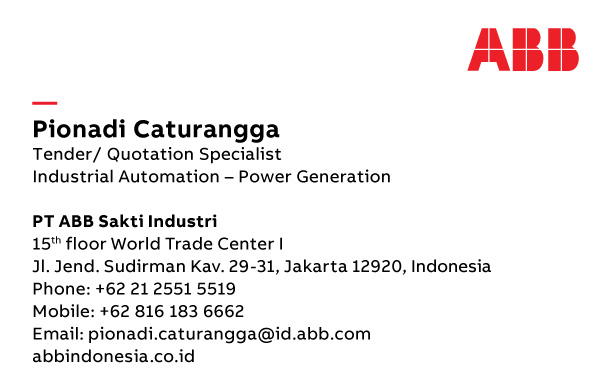 ABB
Pionadi Caturangga
Tender/ Quotation Specialist
Industrial Automation – Power Generation
PT ABB Sakti Industri
15th floor World Trade Center I
Jl. Jend. Sudirman Kav. 29-31, Jakarta 12920, Indonesia
Phone: +62 21 2551 5519
Mobile: +62 816 183 6662
Email: pionadi.caturangga@id.abb.com
abbindonesia.co.id